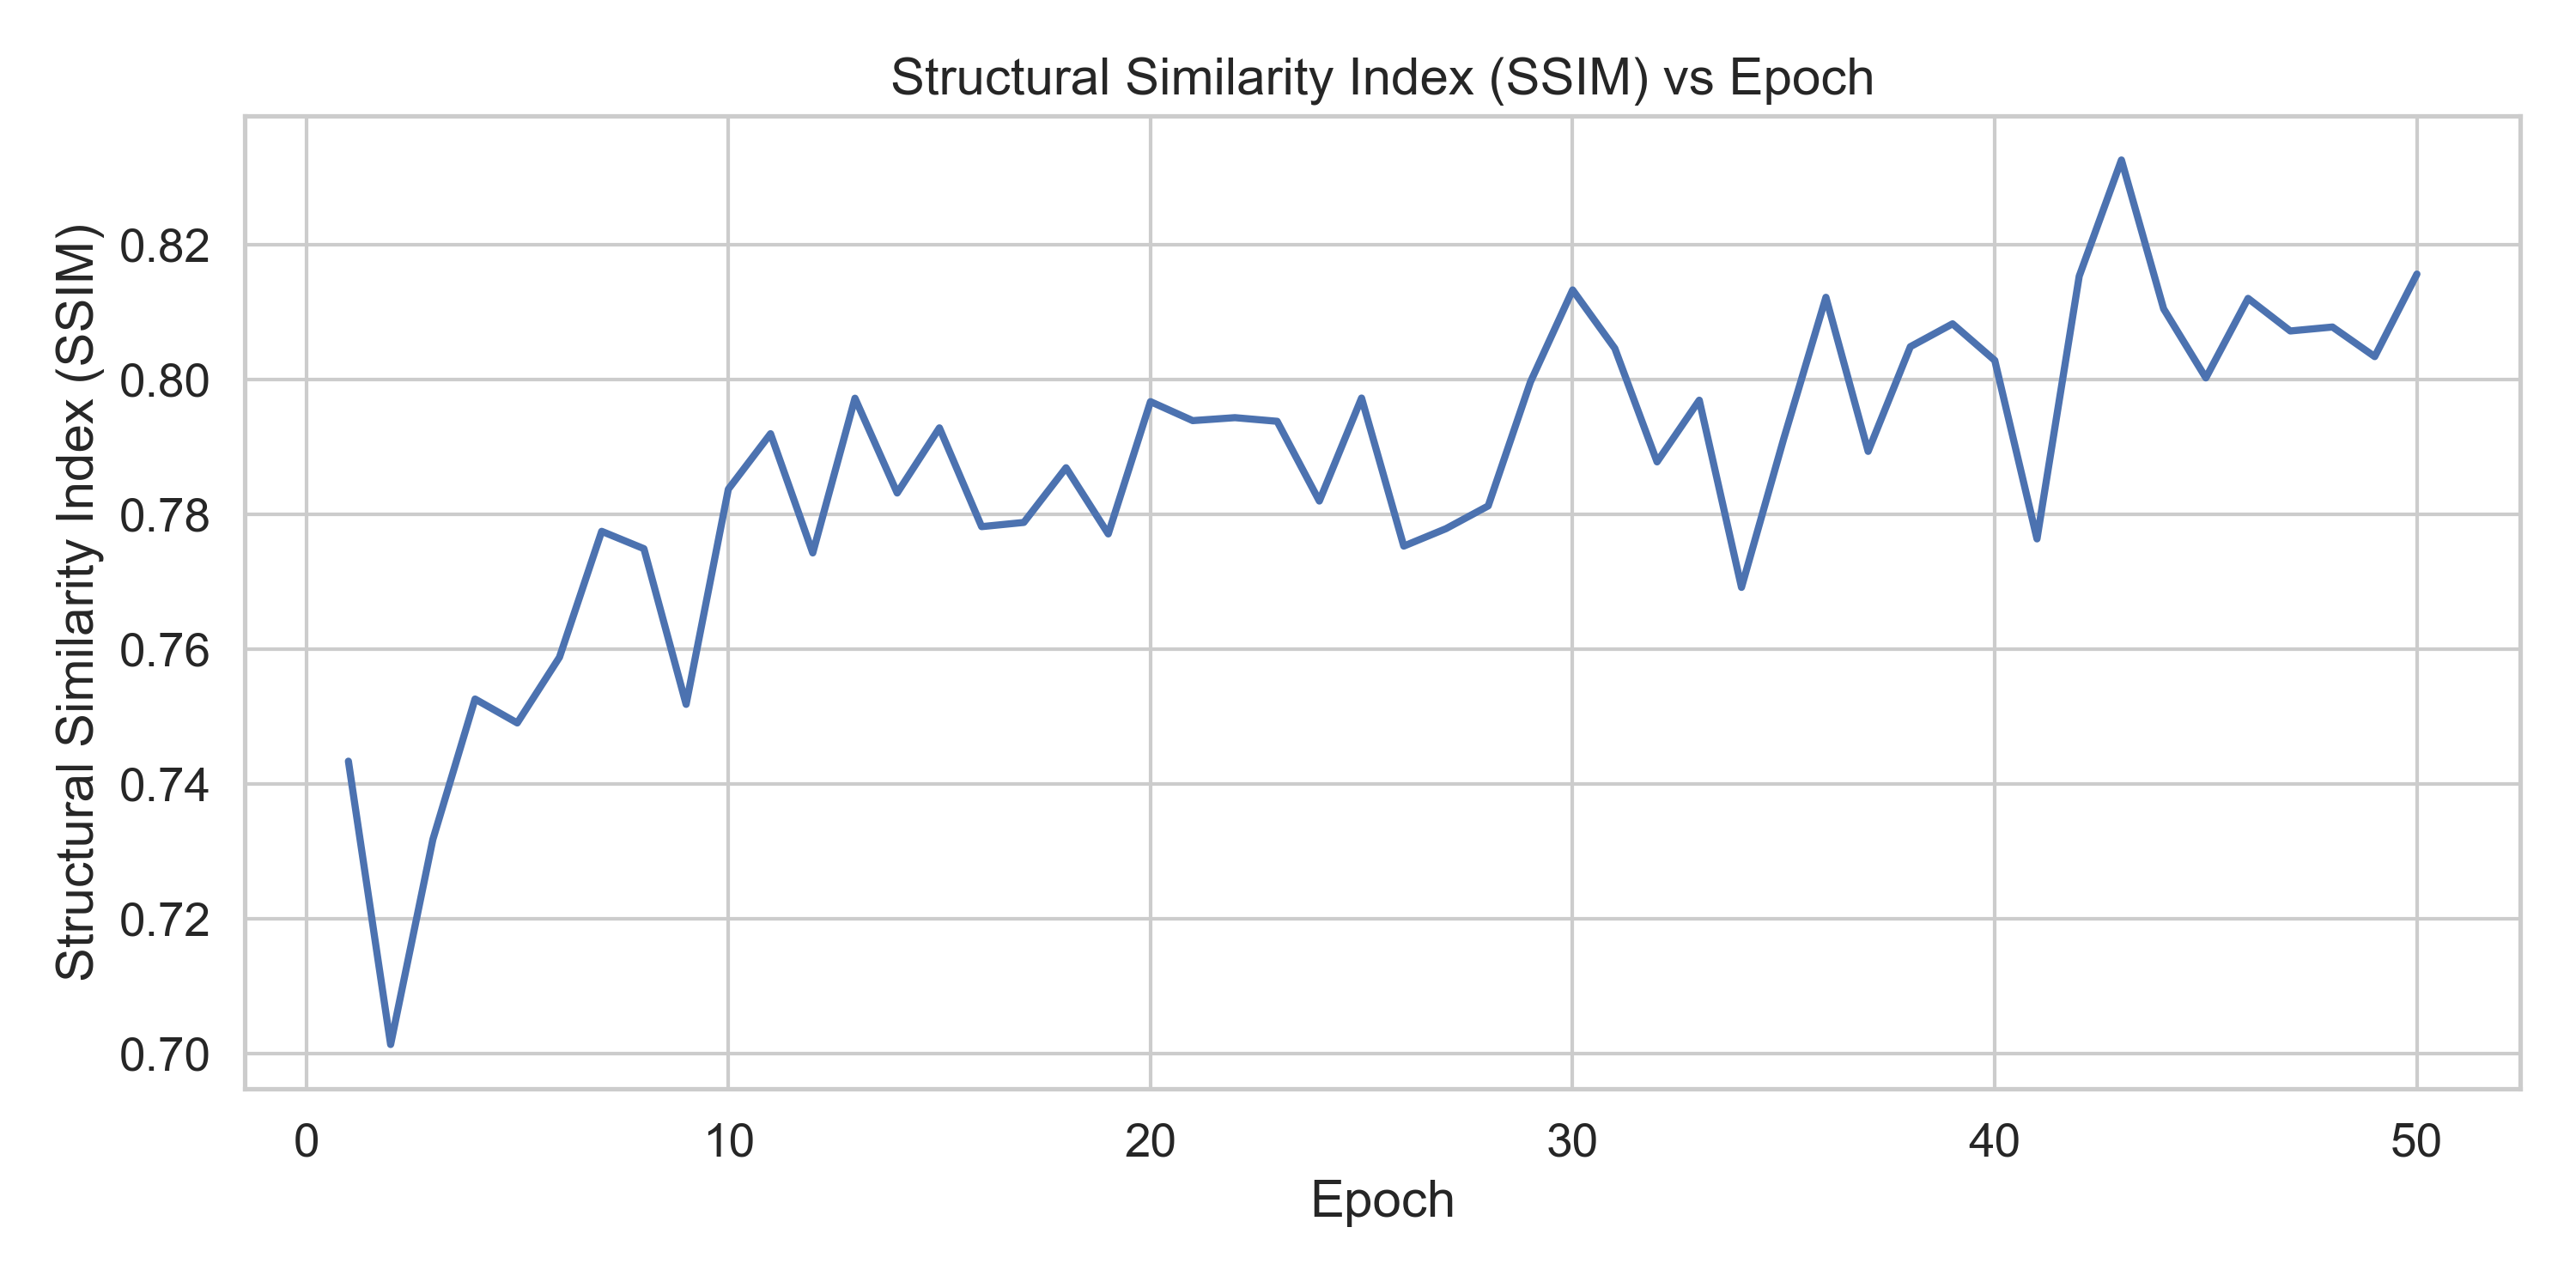 Structural Similarity Index (SSIM) vs Epoch
Structural Similarity Index (SSIM)
0.82
0.80
0.78
0.76
0.74
0.72
0.70
0 10 20 30 40 50
Epoch